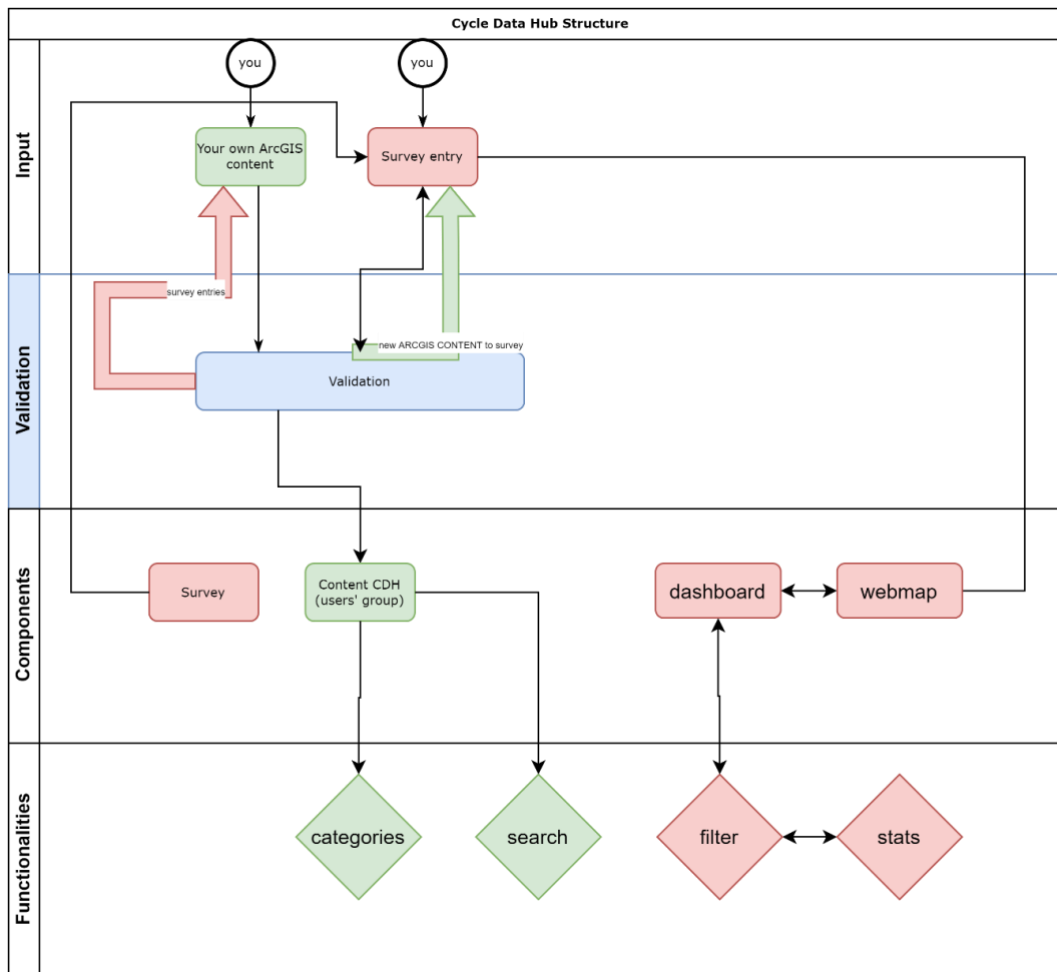 Cycle Data Hub Structure
Input
you
you
Your own ArcGIS
content
Survey entry
Validation
survey entries
new ARCGIS CONTENT to survey
Validation
Components
Survey
Content CDH
(users' group)
dashboard
webmap
Functionalities
categories
search
filter
stats